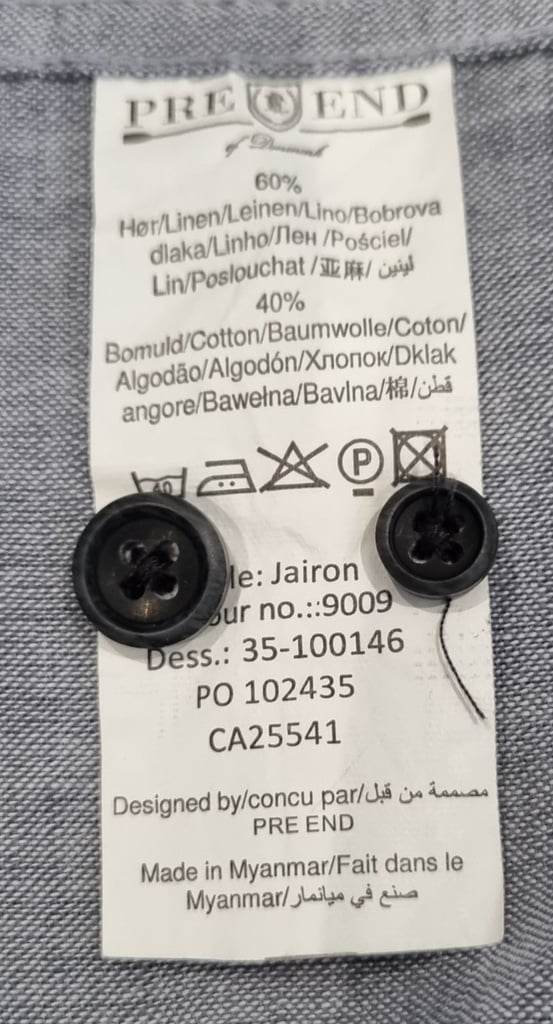 PRE END
of Denmark
60%
Hør/Linen/Leinen/Lino/Bobrova
dlaka/Linho/Лен /Pościel/
Lin/Poslouchat /亚麻/ لينين
40%
Bomuld/Cotton/Baumwolle/Coton/
Algodão/Algodón/Хлопок/Dklak
angore/Bawełna/Bavlna/棉/قطن
40 P
le: Jairon
our no.::9009
Dess.: 35-100146
PO 102435
CA25541
Designed by/concu par/مصممة من قبل
PRE END
Made in Myanmar/Fait dans le
Myanmar/صنع في ميانمار